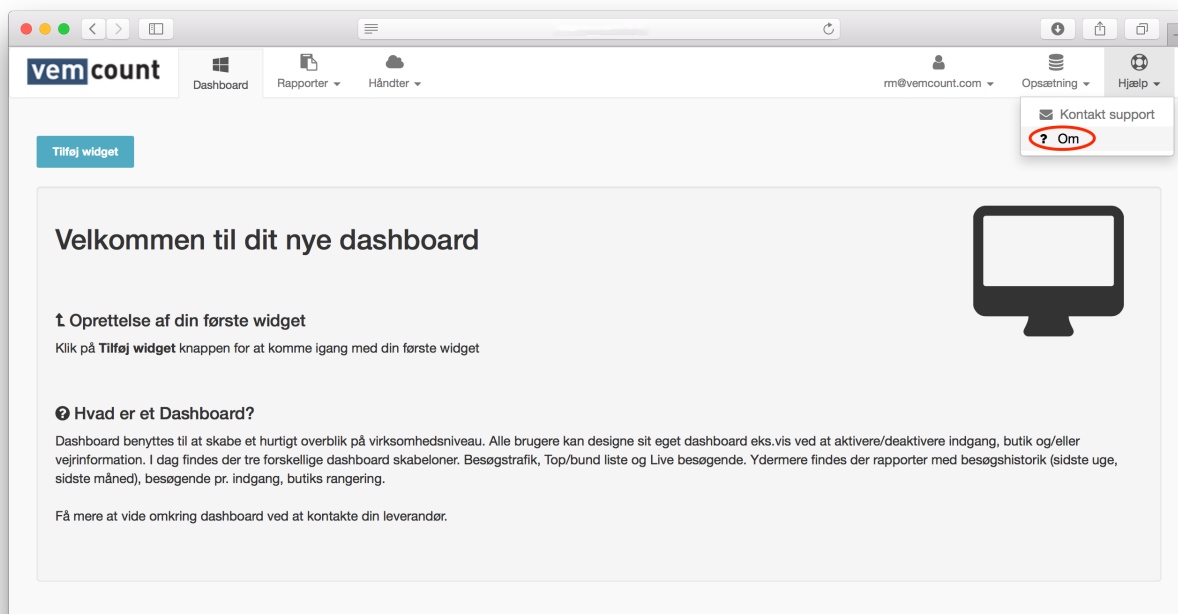 vemcount
Dashboard
Rapporter
Håndter
rm@vemcount.com
Opsætning
Hjælp
Kontakt support
? Om
Tilføj widget
Velkommen til dit nye dashboard
Oprettelse af din første widget
Klik på Tilføj widget knappen for at komme igang med din første widget
Hvad er et Dashboard?
Dashboard benyttes til at skabe et hurtigt overblik på virksomhedsniveau. Alle brugere kan designe sit eget dashboard eks.vis ved at aktivere/deaktivere indgang, butik og/eller
vejrinformation. I dag findes der tre forskellige dashboard skabeloner. Besøgstrafik, Top/bund liste og Live besøgende. Ydermere findes der rapporter med besøgshistorik (sidste uge,
sidste måned), besøgende pr. indgang, butiks rangering.
Få mere at vide omkring dashboard ved at kontakte din leverandør.